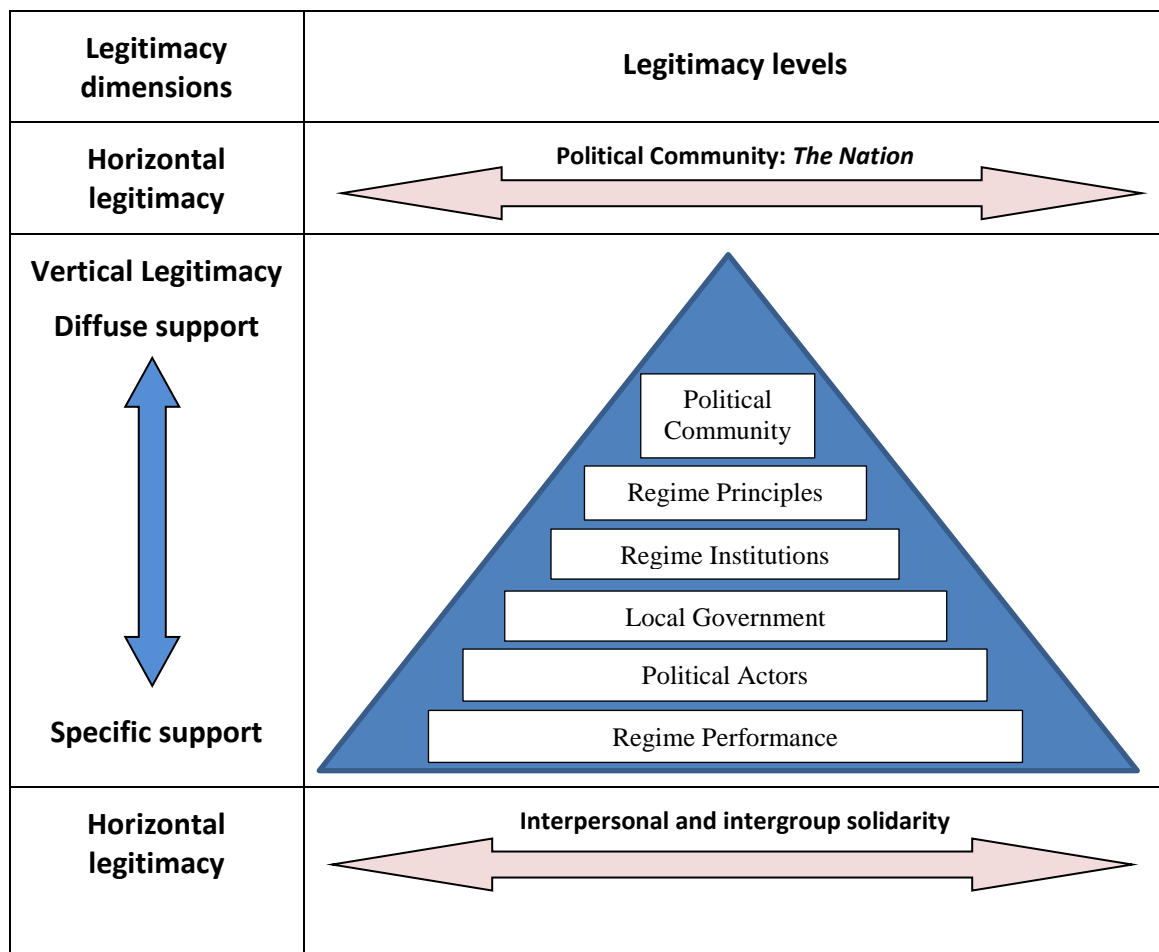 Legitimacy
dimensions
Legitimacy levels
Horizontal
legitimacy
Political Community: The Nation
Vertical Legitimacy
Diffuse support
Specific support
Political
Community
Regime Principles
Regime Institutions
Local Government
Political Actors
Regime Performance
Horizontal
legitimacy
Interpersonal and intergroup solidarity